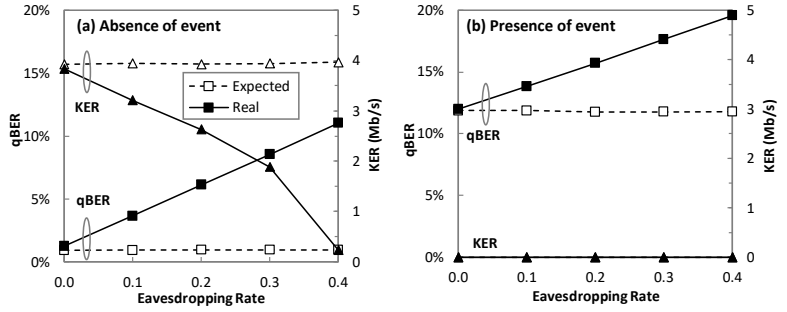 (a) Absence of event
20%
15%
10%
5%
0%
qBER
5
4
3
2
1
0
KER (Mb/s)
KER
Expected
Real
qBER
0.0 0.1 0.2 0.3 0.4
Eavesdropping Rate
(b) Presence of event
20%
15%
10%
5%
0%
qBER
5
4
3
2
1
0
KER (Mb/s)
qBER
KER
0.0 0.1 0.2 0.3 0.4
Eavesdropping Rate